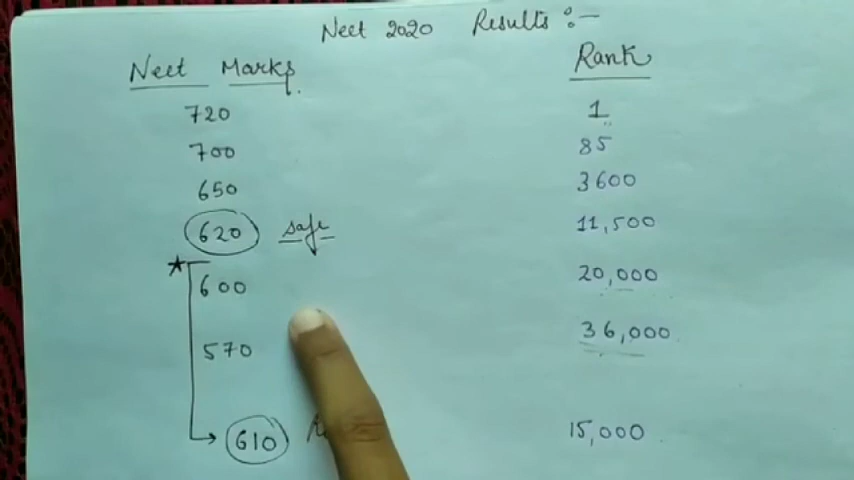 Neet 2020 Results :-
Neet Marks. Rank
720 1
700 85
650 3600
620 safe 11,500
600 20,000
570 36,000
610 15,000